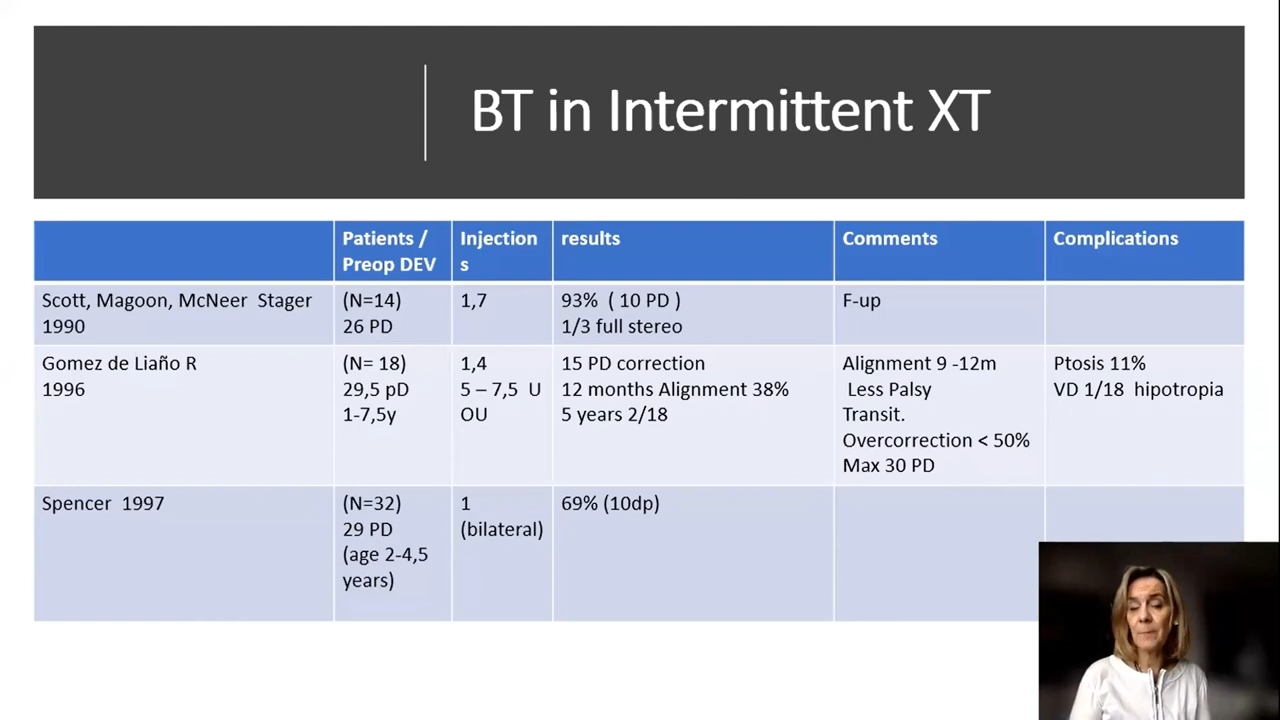 BT in Intermittent XT
Patients /
Preop DEV
Injection
s
results
Comments
Complications
Scott, Magoon, McNeer Stager
1990
(N=14)
26 PD
1,7
93% ( 10 PD )
1/3 full stereo
F-up
Gomez de Liaño R
1996
(N= 18)
29,5 pD
1-7,5y
1,4
5 – 7,5 U
OU
15 PD correction
12 months Alignment 38%
5 years 2/18
Alignment 9 -12m
Less Palsy
Transit.
Overcorrection < 50%
Max 30 PD
Ptosis 11%
VD 1/18 hipotropia
Spencer 1997
(N=32)
29 PD
(age 2-4,5
years)
1
(bilateral)
69% (10dp)